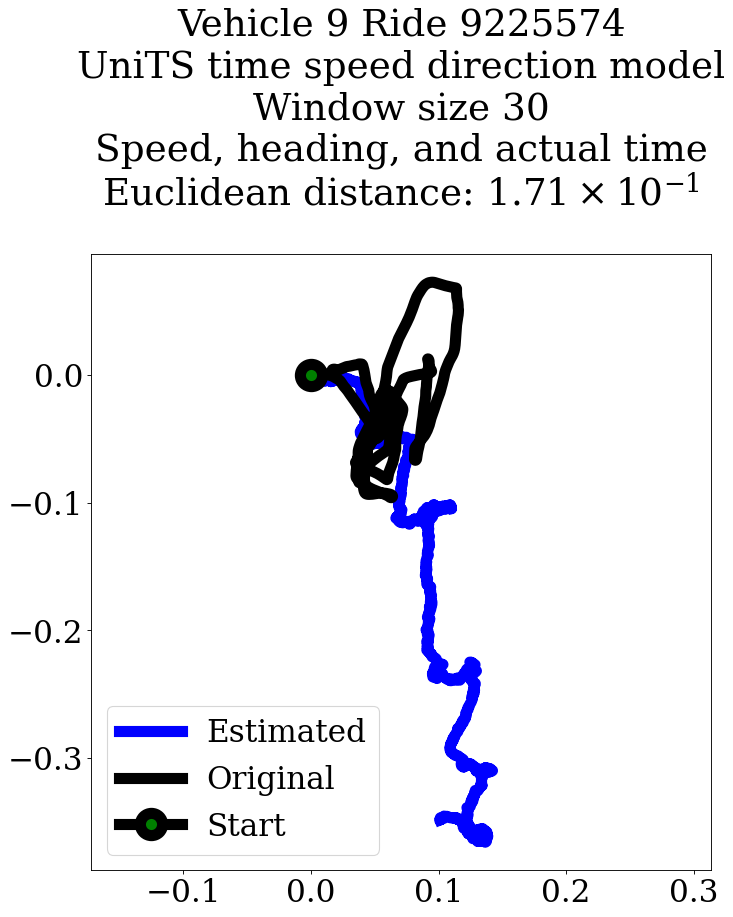 Vehicle 9 Ride 9225574
UniTS time speed direction model
Window size 30
Speed, heading, and actual time
Euclidean distance: 1.71 × 10⁻¹
0.0
−0.1
−0.2
−0.3
Estimated
Original
Start
−0.1 0.0 0.1 0.2 0.3